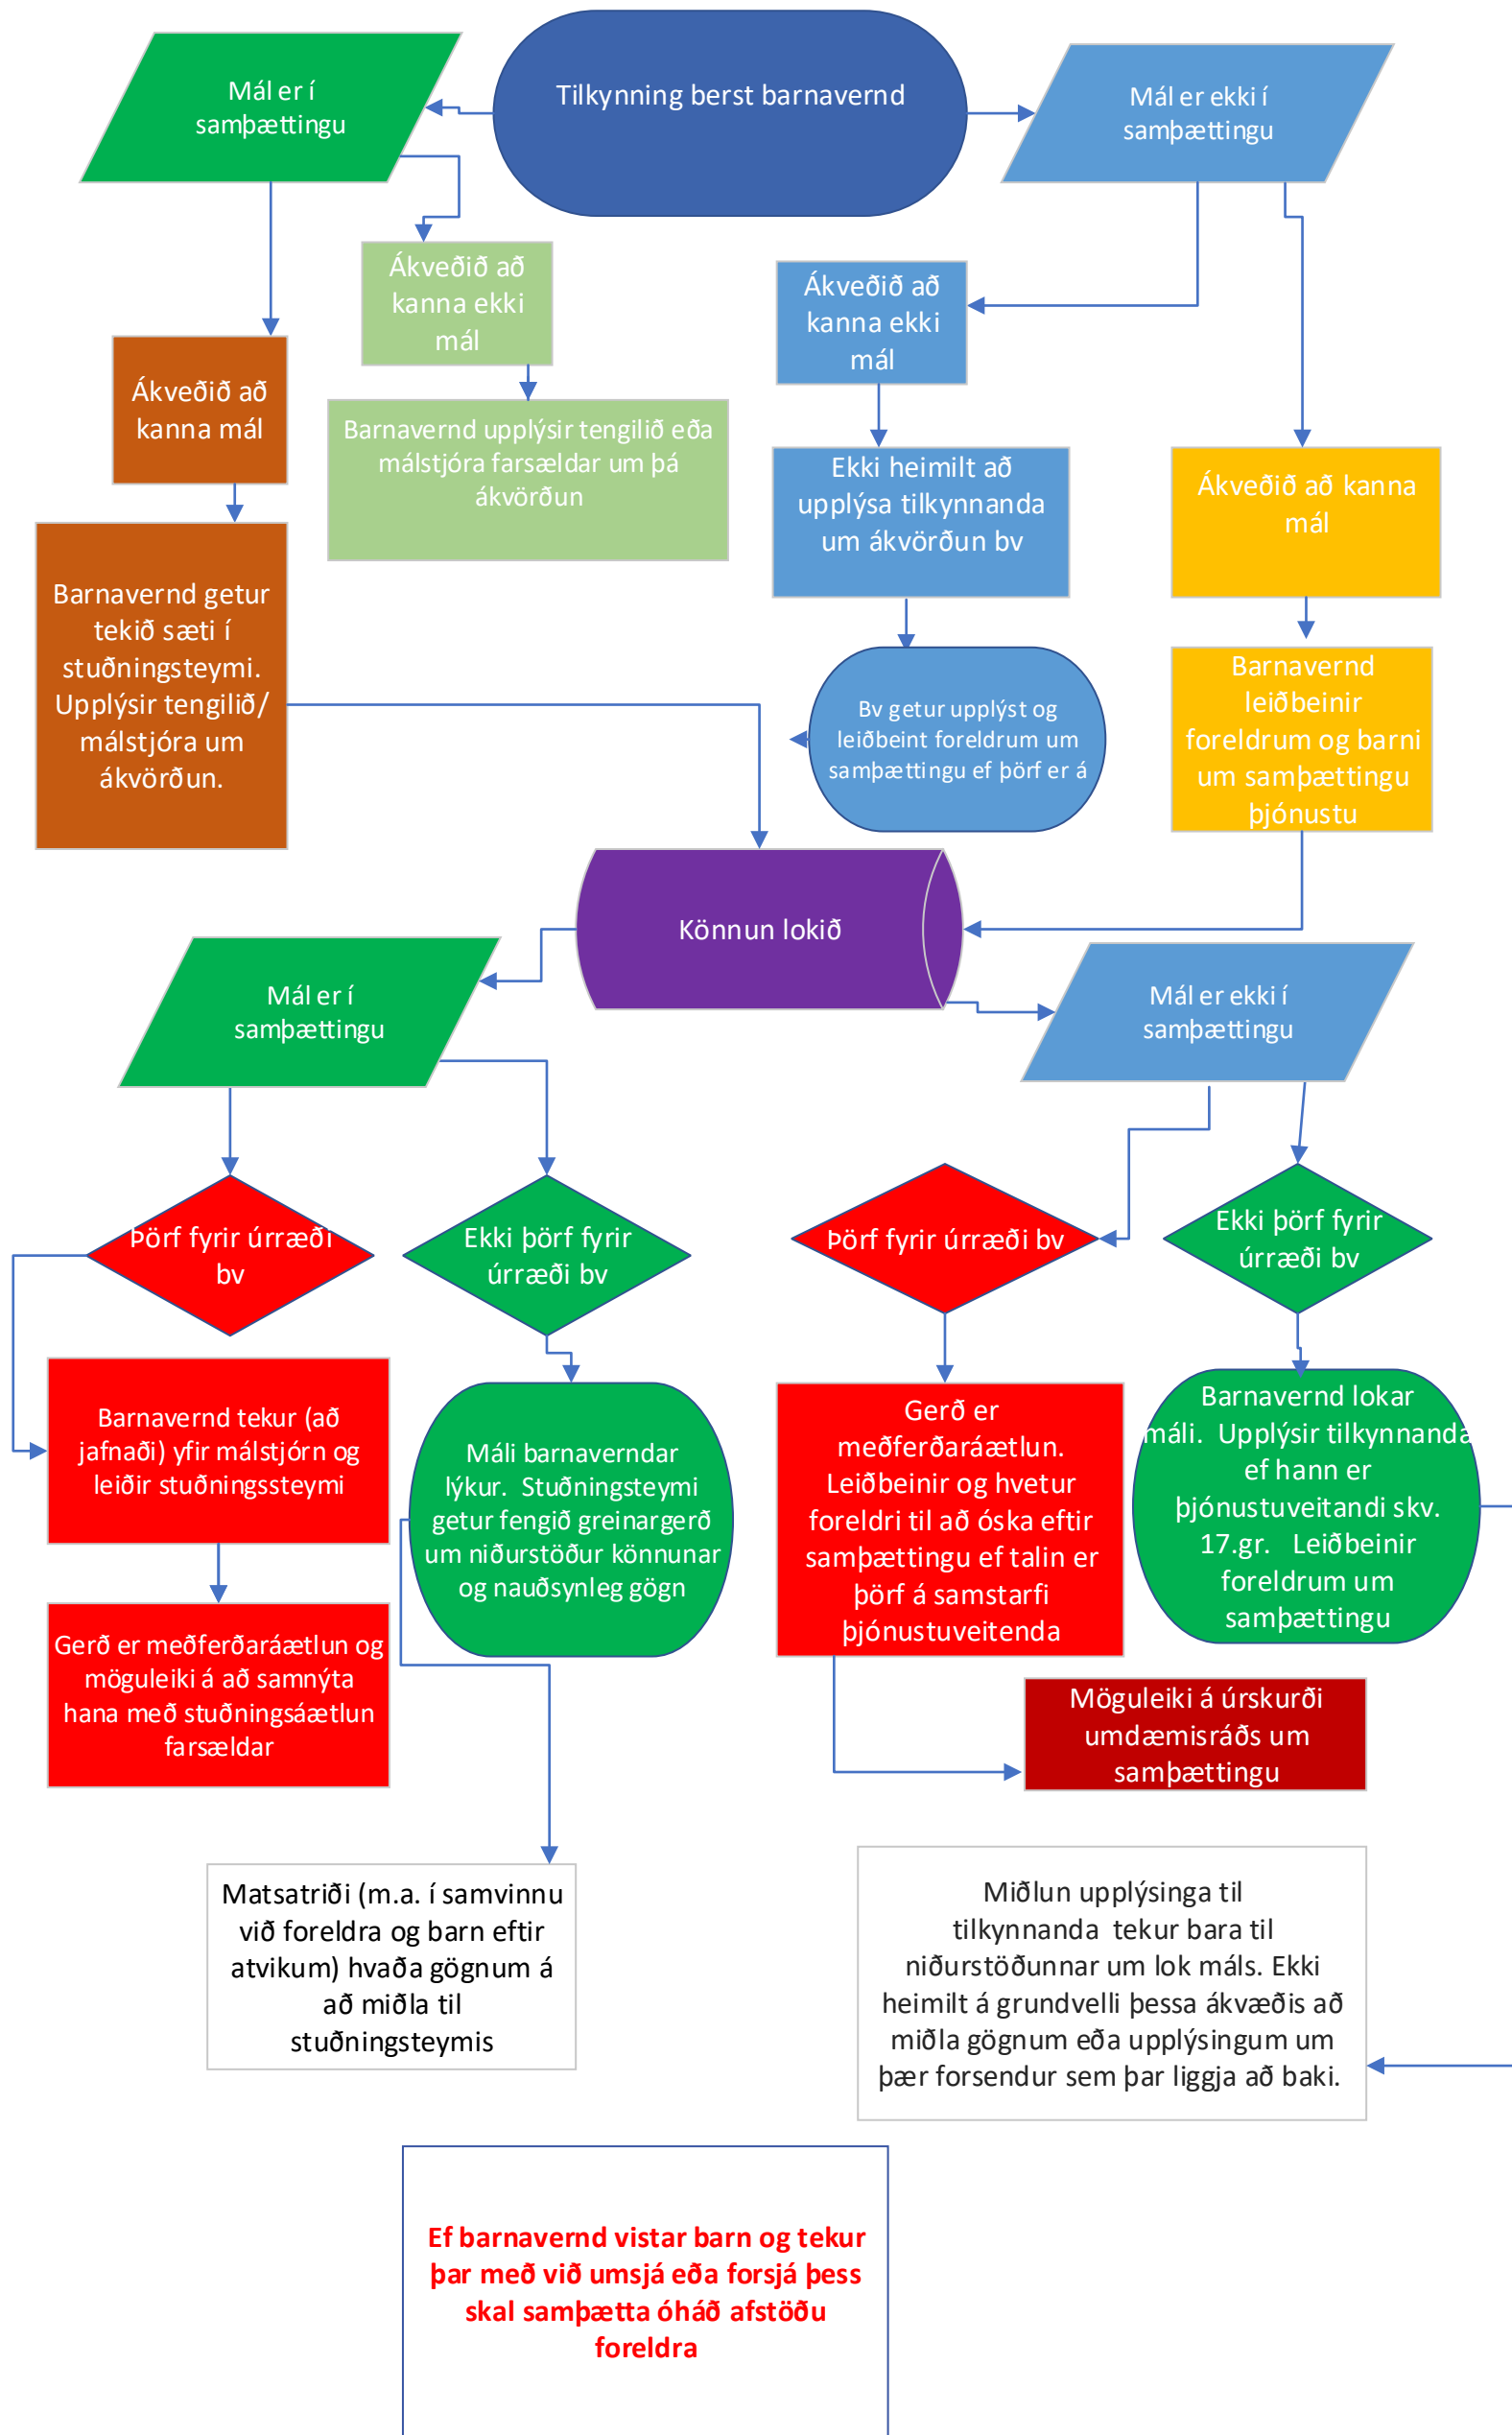 Tilkynning berst barnavernd
Mál er í
samþættingu
Mál er ekki í
samþættingu
Ákveðið að
kanna ekki
mál
Ákveðið að
kanna ekki
mál
Ákveðið að
kanna mál
Barnavernd upplýsir tengilið eða
málstjóra farsældar um þá
ákvörðun
Ekki heimilt að
upplýsa tilkynnanda
um ákvörðun bv
Ákveðið að kanna
mál
Barnavernd getur
tekið sæti í
stuðningsteymi.
Upplýsir tengilið/
málstjóra um
ákvörðun.
Bv getur upplýst og
leiðbeint foreldrum um
samþættingu ef þörf er á
Barnavernd
leiðbeinir
foreldrum og barni
um samþættingu
þjónustu
Könnun lokið
Mál er í
samþættingu
Mál er ekki í
samþættingu
Þörf fyrir úrræði
bv
Ekki þörf fyrir
úrræði bv
Þörf fyrir úrræði bv
Ekki þörf fyrir
úrræði bv
Barnavernd tekur (að
jafnaði) yfir málstjórn og
leiðir stuðningssteymi
Máli barnaverndar
lýkur.  Stuðningsteymi
getur fengið greinargerð
um niðurstöður könnunar
og nauðsynleg gögn
Gerð er
meðferðaráætlun.
Leiðbeinir og hvetur
foreldri til að óska eftir
samþættingu ef talin er
þörf á samstarfi
þjónustuveitenda
Barnavernd lokar
máli.  Upplýsir tilkynnanda
ef hann er
þjónustuveitandi skv.
17.gr.   Leiðbeinir
foreldrum um
samþættingu
Gerð er meðferðaráætlun og
möguleiki á að samnýta
hana með stuðningsáætlun
farsældar
Möguleiki á úrskurði
umdæmisráðs um
samþættingu
Matsatriði (m.a. í samvinnu
við foreldra og barn eftir
atvikum) hvaða gögnum á
að miðla til
stuðningsteymis
Miðlun upplýsinga til
tilkynnanda  tekur bara til
niðurstöðunnar um lok máls. Ekki
heimilt á grundvelli þessa ákvæðis að
miðla gögnum eða upplýsingum um
þær forsendur sem þar liggja að baki.
Ef barnavernd vistar barn og tekur
þar með við umsjá eða forsjá þess
skal samþætta óháð afstöðu
foreldra